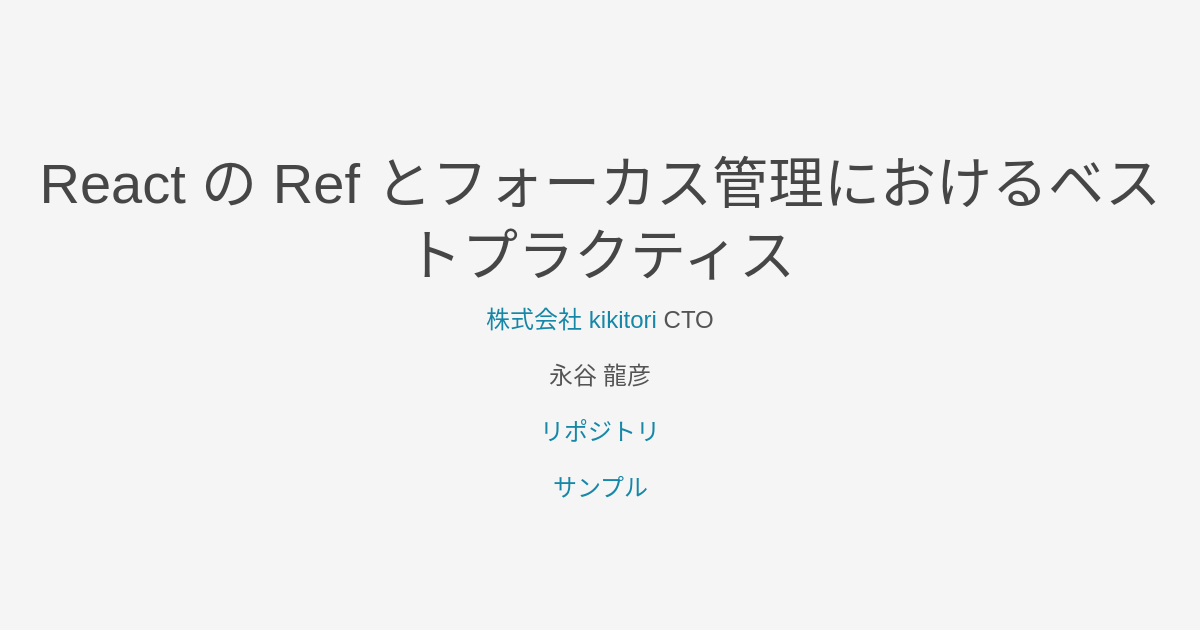 React の Ref とフォーカス管理におけるベス
トプラクティス
株式会社 kikitori CTO
永谷 龍彦
リポジトリ
サンプル